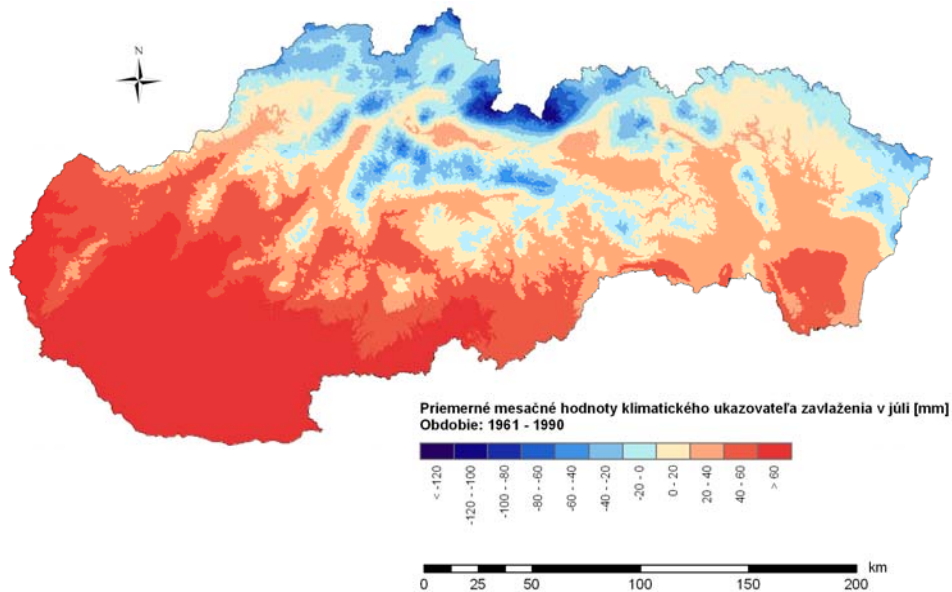 N
Priemerné mesačné hodnoty klimatického ukazovateľa zavlaženia v júli [mm]
Obdobie: 1961 - 1990
< -120
-120 - -100
-100 - -80
-80 - -60
-60 - -40
-40 - -20
-20 - 0
0 - 20
20 - 40
40 - 60
> 60
0 25 50 100 150 200 km